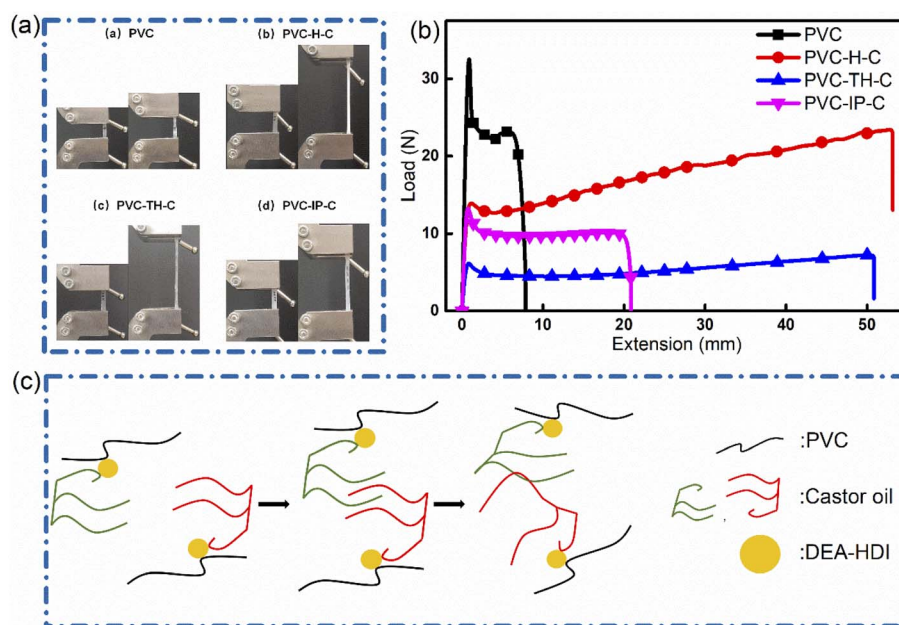 (a)
(a) PVC
(b) PVC-H-C
(c) PVC-TH-C
(d) PVC-IP-C
(b)
PVC
PVC-H-C
PVC-TH-C
PVC-IP-C
Load (N)
30
20
10
0
0 10 20 30 40 50
Extension (mm)
(c)
:PVC
:Castor oil
:DEA-HDI